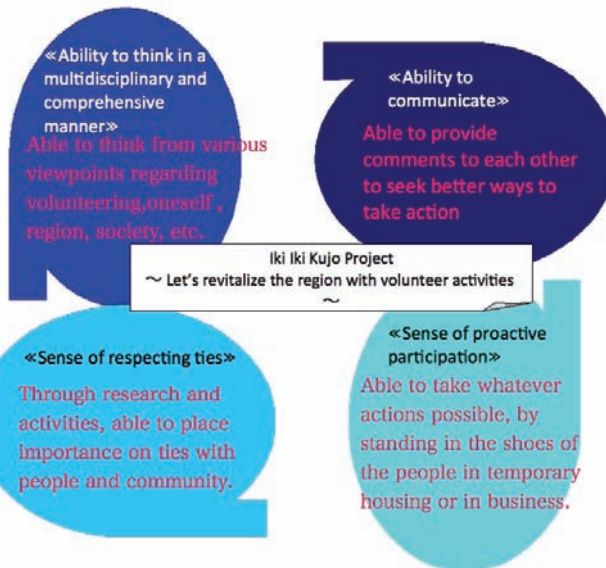 ≪Ability to think in a
multidisciplinary and
comprehensive
manner≫
Able to think from various
viewpoints regarding
volunteering,oneself ,
region, society, etc.
≪Ability to
communicate≫
Able to provide
comments to each other
to seek better ways to
take action
Iki Iki Kujo Project
～ Let's revitalize the region with volunteer activities
～
≪Sense of respecting ties≫
Through research and
activities, able to place
importance on ties with
people and community.
≪Sense of proactive
participation≫
Able to take whatever
actions possible, by
standing in the shoes of
the people in temporary
housing or in business.